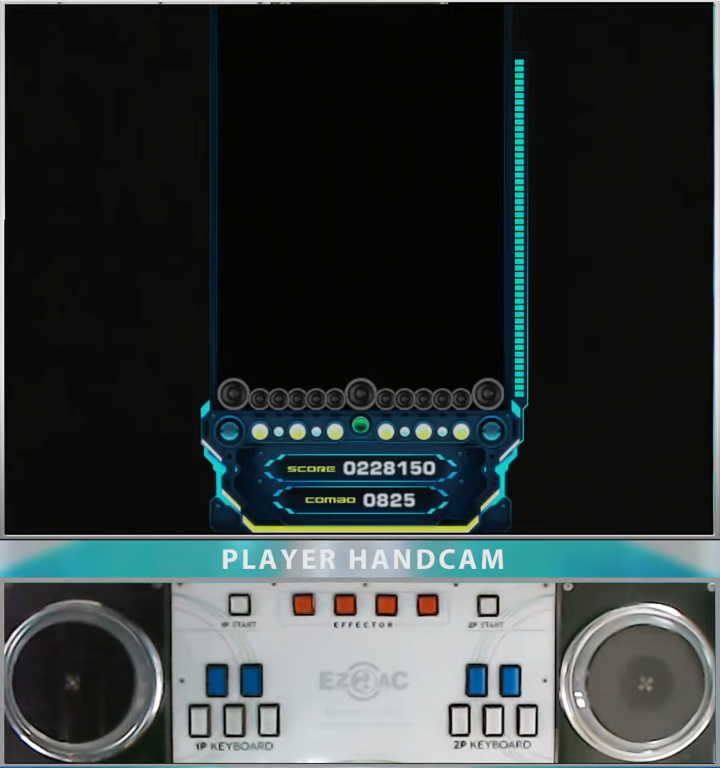 SCORE 0228150
COMBO 0825
PLAYER HANDCAM
1P START
EFFECTOR
2P START
EZ2AC
1P KEYBOARD
2P KEYBOARD